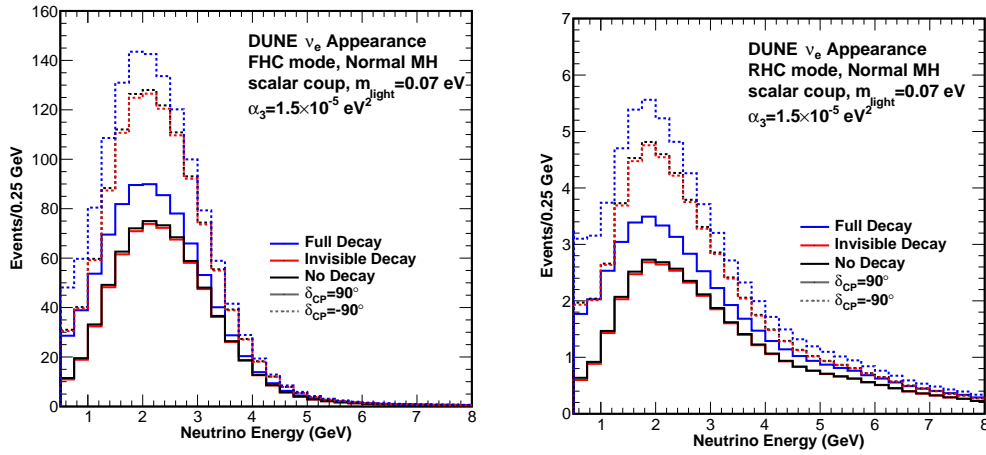 160
140
120
100
80
60
40
20
0
Events/0.25 GeV
DUNE νe Appearance
FHC mode, Normal MH
scalar coup, mlight=0.07 eV
α3=1.5×10-5 eV2
Full Decay
Invisible Decay
No Decay
δCP=90°
δCP=-90°
1 2 3 4 5 6 7 8
Neutrino Energy (GeV)
7
6
5
4
3
2
1
0
Events/0.25 GeV
DUNE νe Appearance
RHC mode, Normal MH
scalar coup, mlight=0.07 eV
α3=1.5×10-5 eV2
Full Decay
Invisible Decay
No Decay
δCP=90°
δCP=-90°
1 2 3 4 5 6 7 8
Neutrino Energy (GeV)